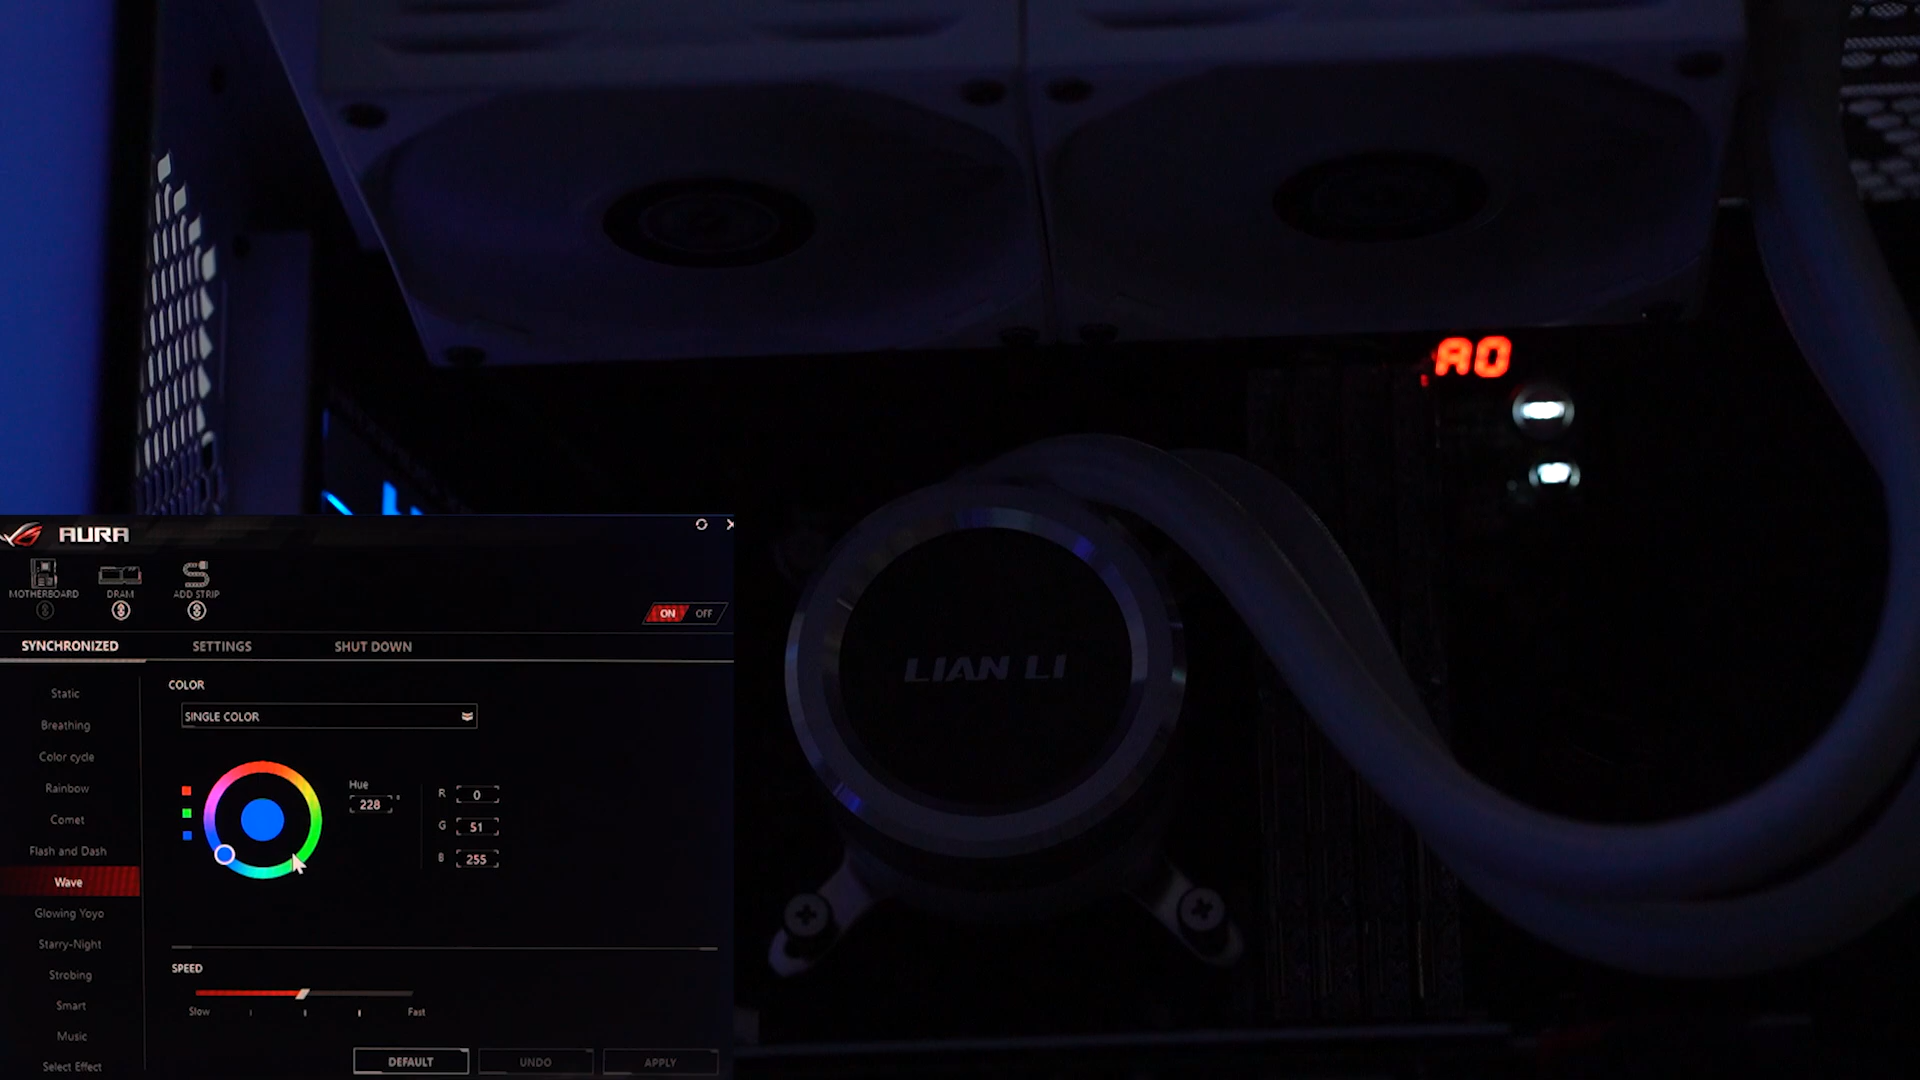 A0
AURA
MOTHERBOARD
DRAM
ADD STRIP
ON
OFF
SYNCHRONIZED
SETTINGS
SHUT DOWN
Static
Breathing
Color cycle
Rainbow
Comet
Flash and Dash
Wave
Glowing Yoyo
Starry-Night
Strobing
Smart
Music
Select Effect
COLOR
SINGLE COLOR
Hue
228 °
R 0
G 51
B 255
SPEED
Slow
Fast
DEFAULT
UNDO
APPLY
LIAN LI